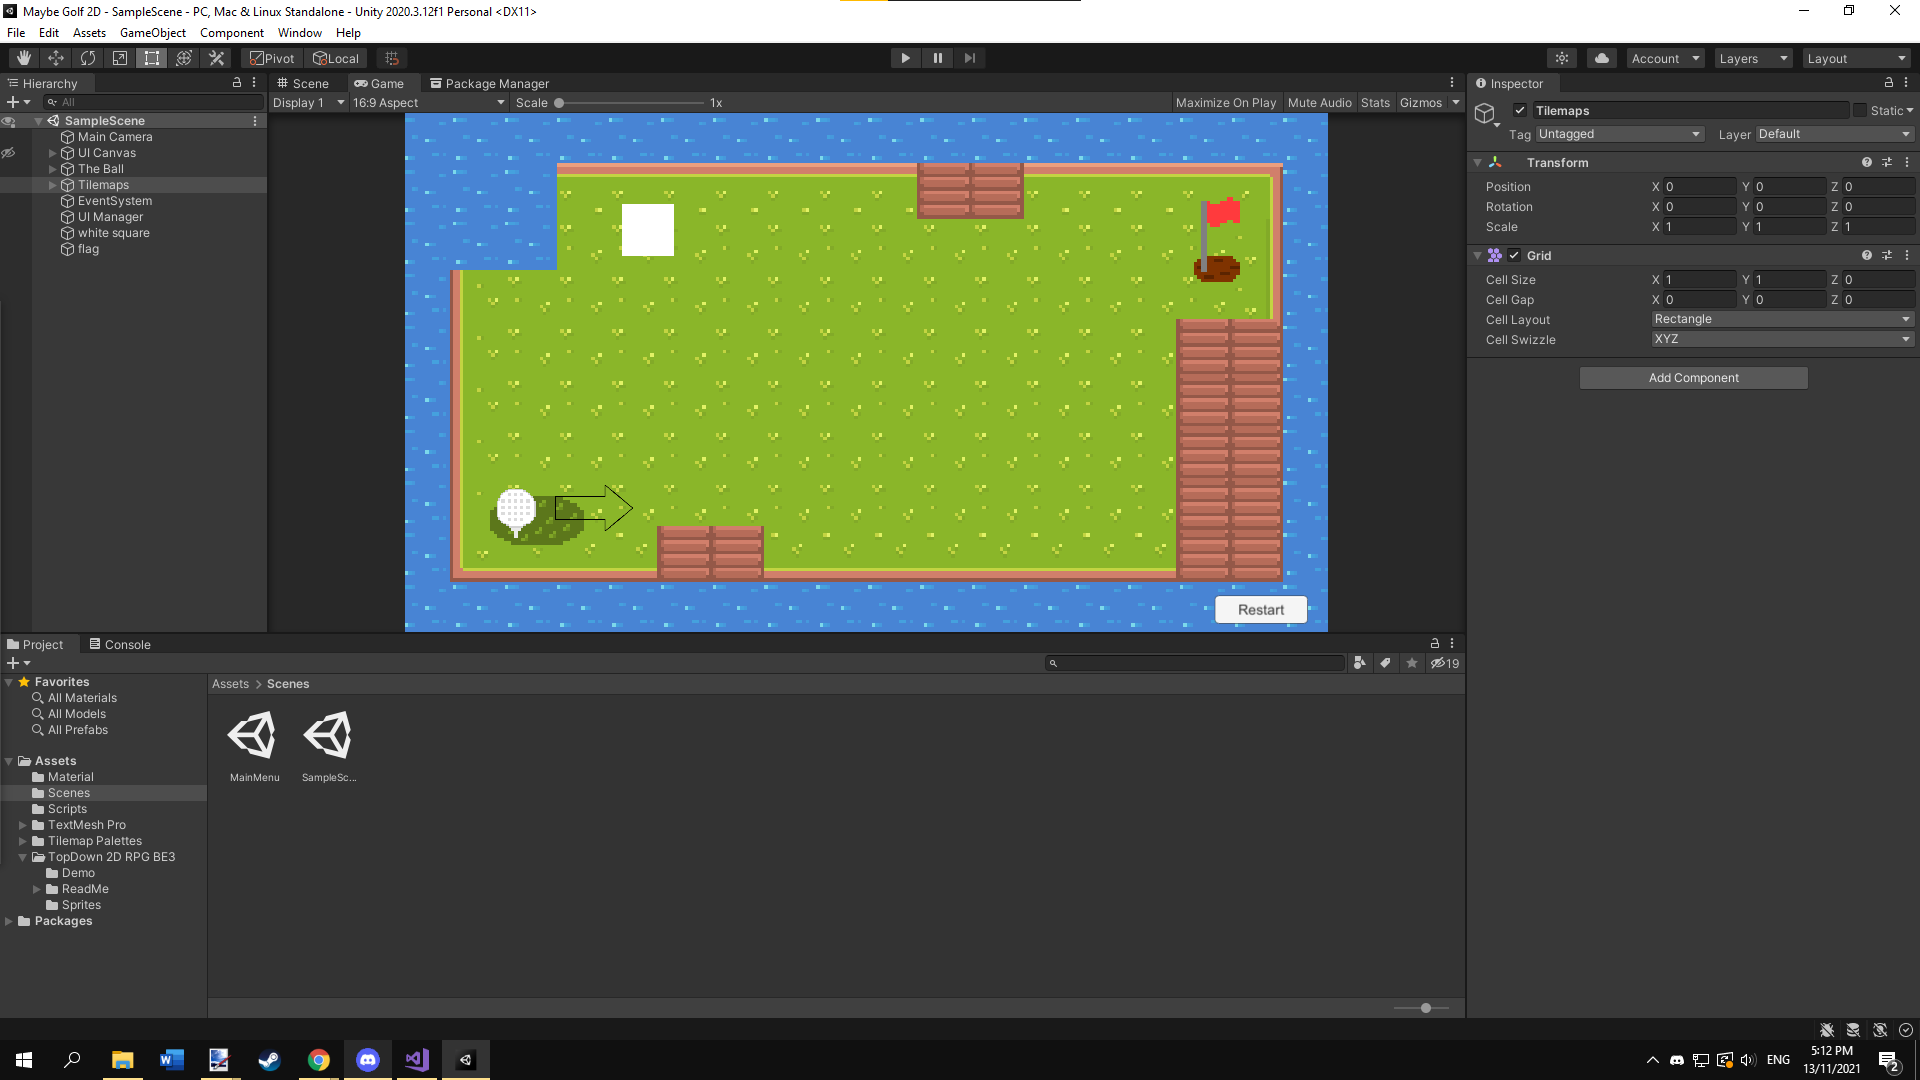 Maybe Golf 2D - SampleScene - PC, Mac & Linux Standalone - Unity 2020.3.12f1 Personal <DX11>
File Edit Assets GameObject Component Window Help
Pivot Local Account Layers Layout
Hierarchy
All
SampleScene
Main Camera
UI Canvas
The Ball
Tilemaps
EventSystem
UI Manager
white square
flag
Scene Game Package Manager
Display 1 16:9 Aspect Scale 1x Maximize On Play Mute Audio Stats Gizmos
Restart
Inspector
Tilemaps Static
Tag Untagged Layer Default
Transform
Position X 0 Y 0 Z 0
Rotation X 0 Y 0 Z 0
Scale X 1 Y 1 Z 1
Grid
Cell Size X 1 Y 1 Z 0
Cell Gap X 0 Y 0 Z 0
Cell Layout Rectangle
Cell Swizzle XYZ
Add Component
Project Console
19
Favorites
All Materials
All Models
All Prefabs
Assets
Material
Scenes
Scripts
TextMesh Pro
Tilemap Palettes
TopDown 2D RPG BE3
Demo
ReadMe
Sprites
Packages
Assets > Scenes
MainMenu SampleSc...
ENG
5:12 PM
13/11/2021
2